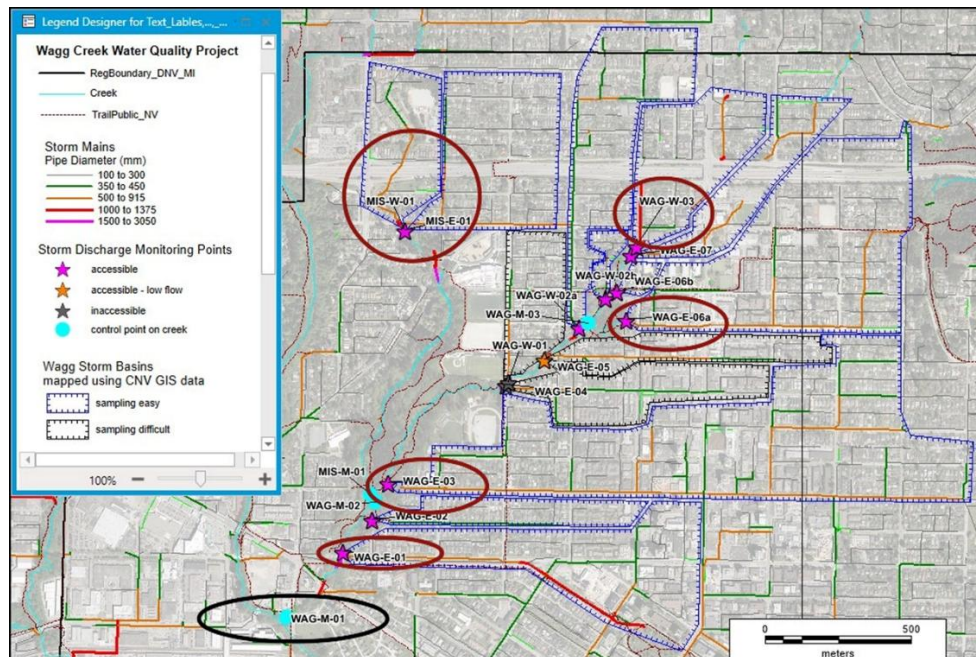 Legend Designer for Text_Lables,...,_...
Wagg Creek Water Quality Project
RegBoundary_DNV_MI
Creek
TrailPublic_NV
Storm Mains
Pipe Diameter (mm)
100 to 300
350 to 450
500 to 915
1000 to 1375
1500 to 3050
Storm Discharge Monitoring Points
accessible
accessible - low flow
inaccessible
control point on creek
Wagg Storm Basins
mapped using CNV GIS data
sampling easy
sampling difficult
100%
MIS-W-01
MIS-E-01
WAG-W-03
WAG-E-07
WAG-W-02b
WAG-E-06b
WAG-W-02a
WAG-M-03
WAG-E-06a
WAG-W-01
WAG-E-05
WAG-E-04
MIS-M-01
WAG-E-03
WAG-M-02
WAG-E-02
WAG-E-01
WAG-M-01
0 500
meters